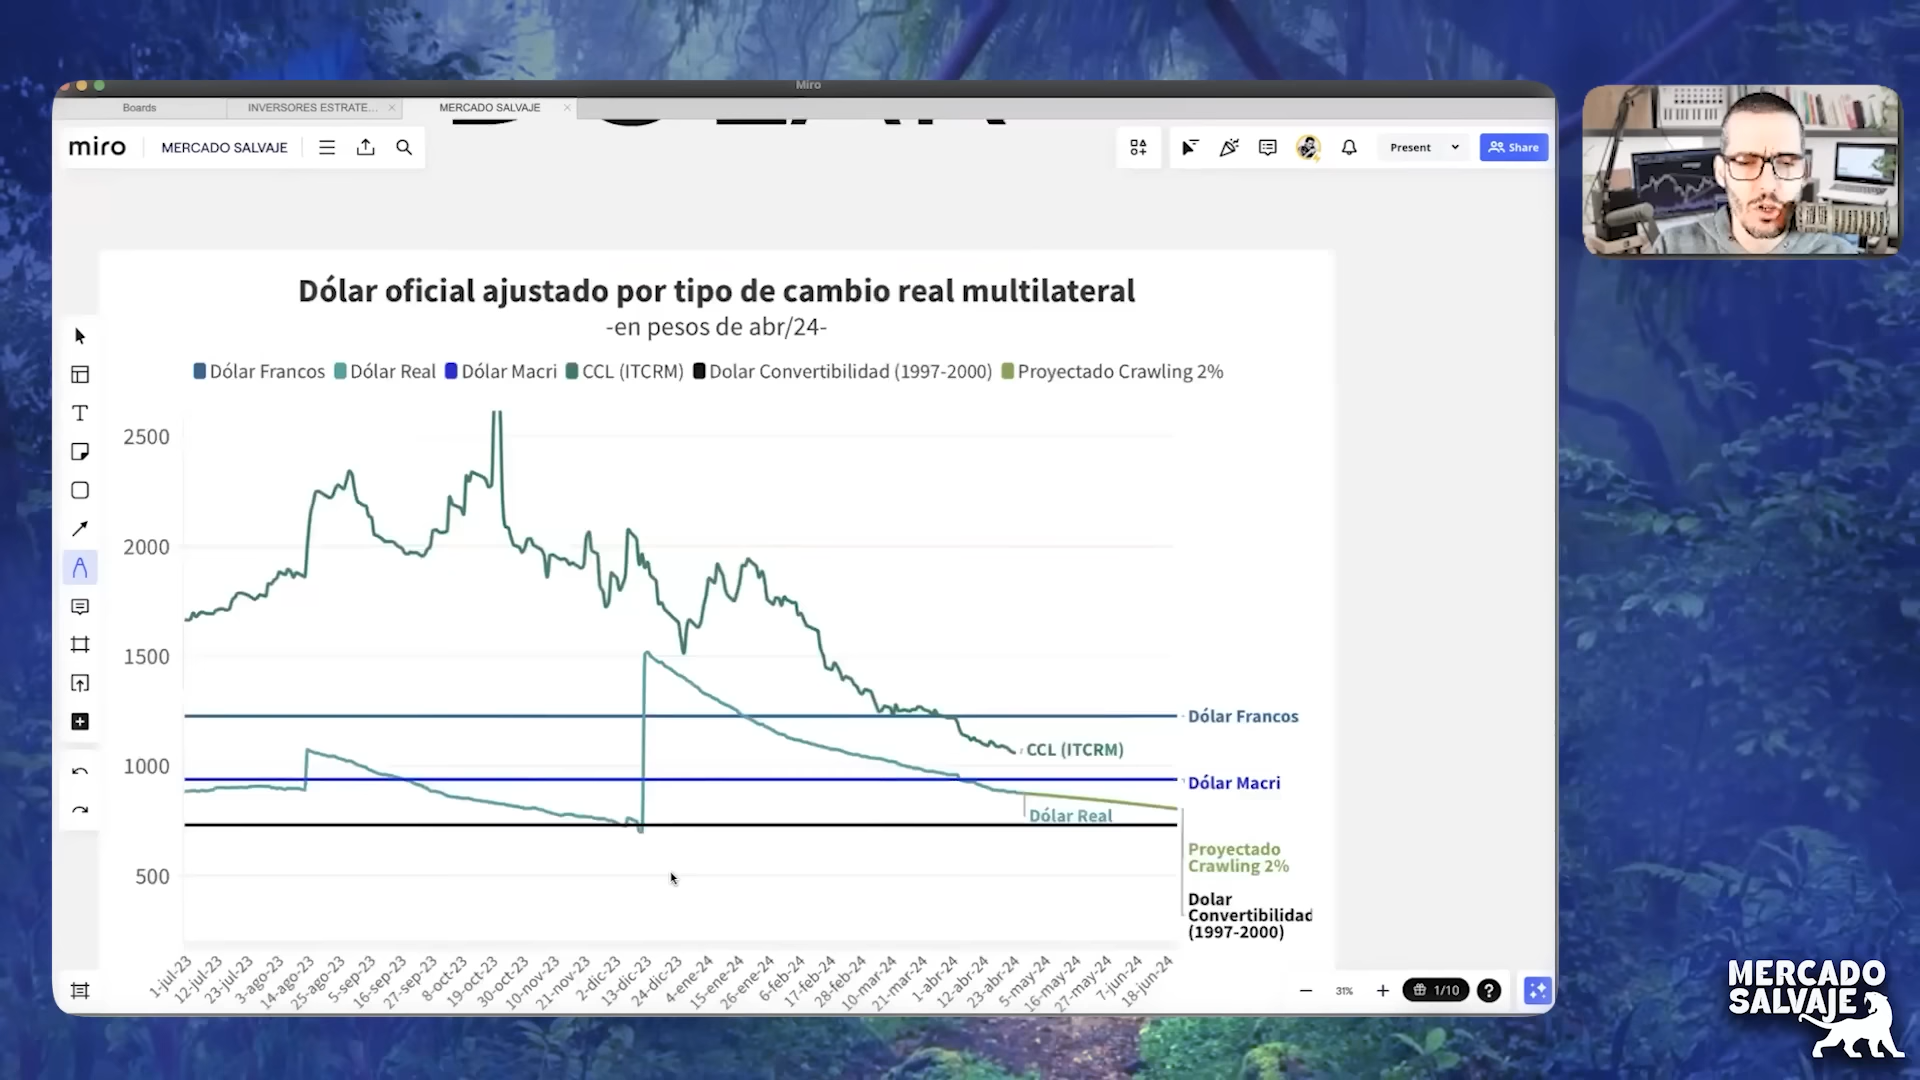 Miro
Boards
INVERSORES ESTRATE...
MERCADO SALVAJE
miro
MERCADO SALVAJE
Present
Share
Dólar oficial ajustado por tipo de cambio real multilateral
-en pesos de abr/24-
Dólar Francos
Dólar Real
Dólar Macri
CCL (ITCRM)
Dolar Convertibilidad (1997-2000)
Proyectado Crawling 2%
2500
2000
1500
1000
500
Dólar Francos
CCL (ITCRM)
Dólar Macri
Dólar Real
Proyectado
Crawling 2%
Dolar
Convertibilidad
(1997-2000)
1-jul-23
12-jul-23
23-jul-23
3-ago-23
14-ago-23
25-ago-23
5-sep-23
16-sep-23
27-sep-23
8-oct-23
19-oct-23
30-oct-23
10-nov-23
21-nov-23
2-dic-23
13-dic-23
24-dic-23
4-ene-24
15-ene-24
26-ene-24
6-feb-24
17-feb-24
28-feb-24
10-mar-24
21-mar-24
1-abr-24
12-abr-24
23-abr-24
5-may-24
16-may-24
27-may-24
7-jun-24
18-jun-24
31%
1/10
?
MERCADO
SALVAJE